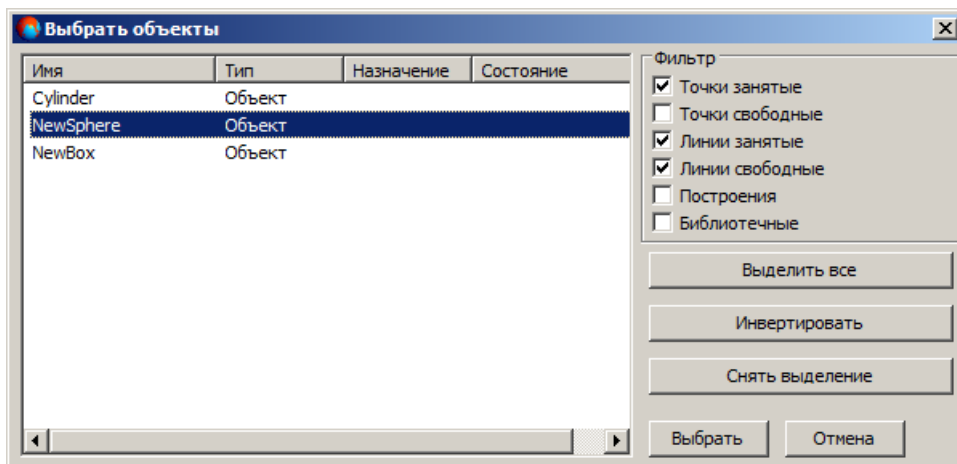 Выбрать объекты
Имя Тип Назначение Состояние
Cylinder Объект
NewSphere Объект
NewBox Объект
Фильтр
Точки занятые
Точки свободные
Линии занятые
Линии свободные
Построения
Библиотечные
Выделить все
Инвертировать
Снять выделение
Выбрать Отмена